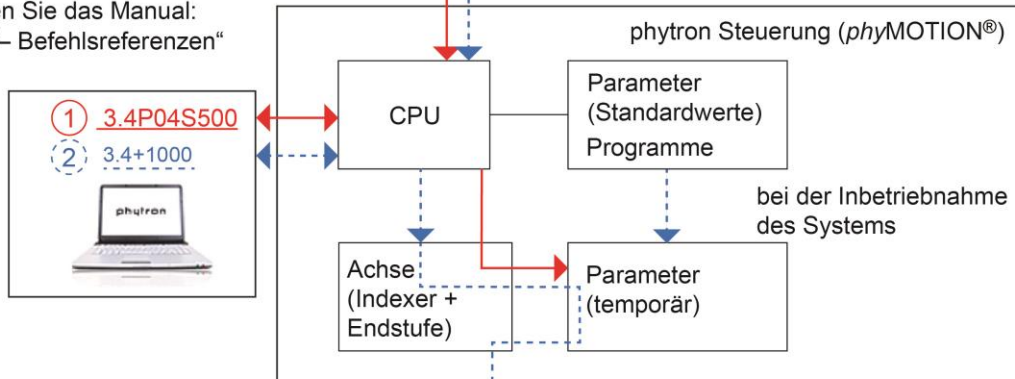 en Sie das Manual:
– Befehlsreferenzen“
phytron Steuerung (phyMOTION®)
1 3.4P04S500
2 3.4+1000
phytron
CPU
Parameter
(Standardwerte)
Programme
bei der Inbetriebnahme
des Systems
Achse
(Indexer +
Endstufe)
Parameter
(temporär)